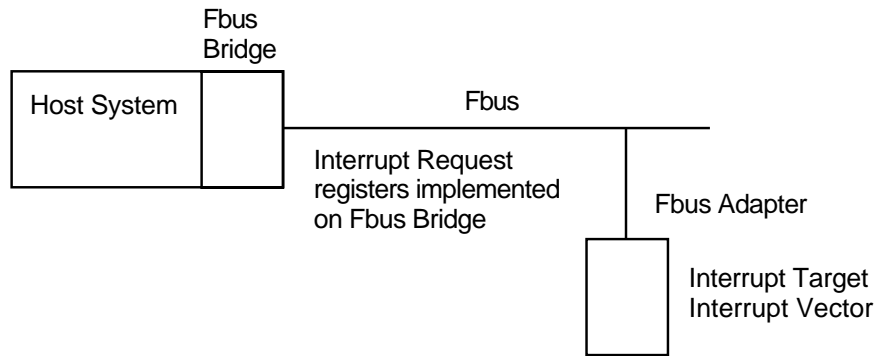 Fbus
Bridge
Host System
Fbus
Interrupt Request
registers implemented
on Fbus Bridge
Fbus Adapter
Interrupt Target
Interrupt Vector